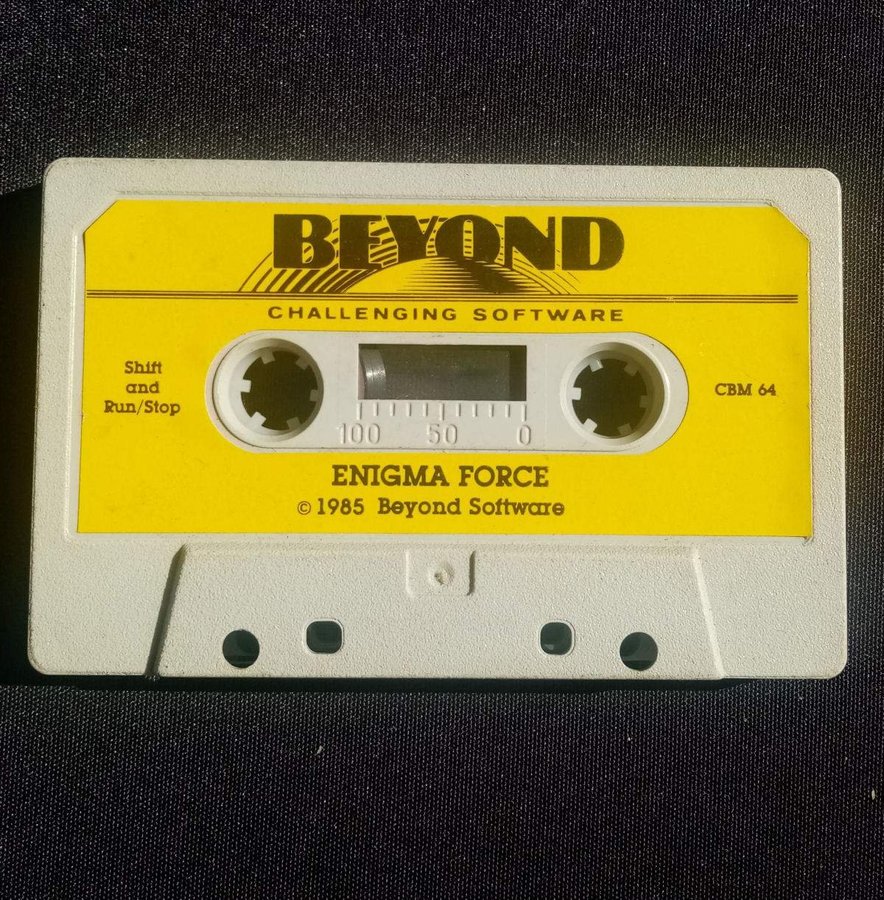 BEYOND
CHALLENGING SOFTWARE
Shift
and
Run/Stop
CBM 64
100 50 0
ENIGMA FORCE
© 1985 Beyond Software